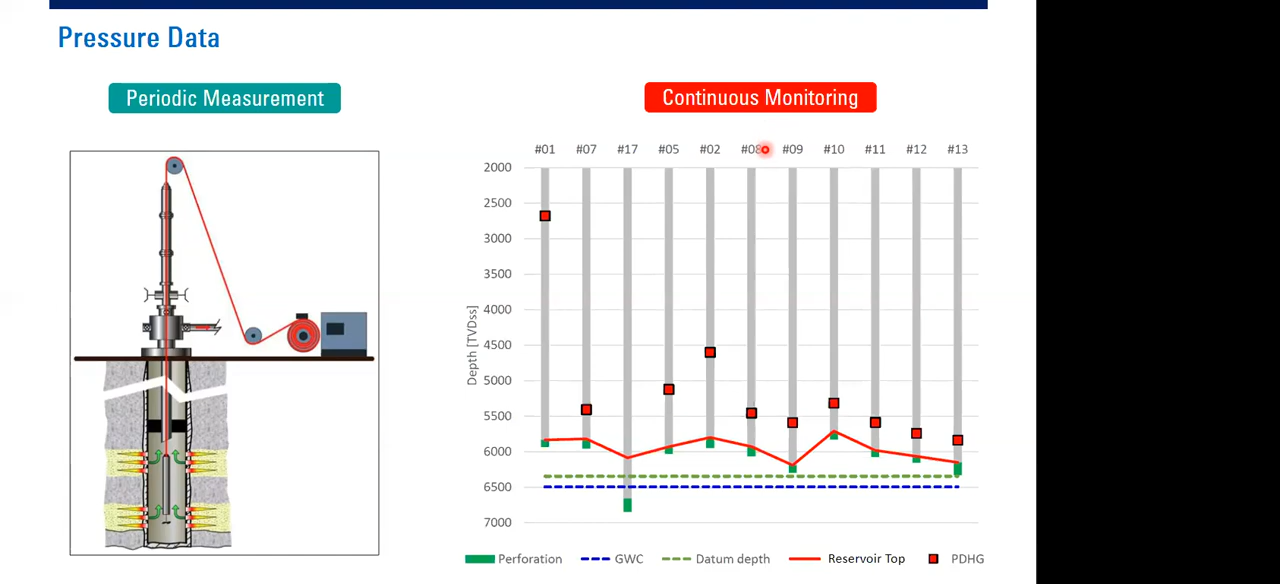 Pressure Data
Periodic Measurement
Continuous Monitoring
#01 #07 #17 #05 #02 #08 #09 #10 #11 #12 #13
2000
2500
3000
3500
4000
4500
5000
5500
6000
6500
7000
Depth [TVDss]
Perforation GWC Datum depth Reservoir Top PDHG